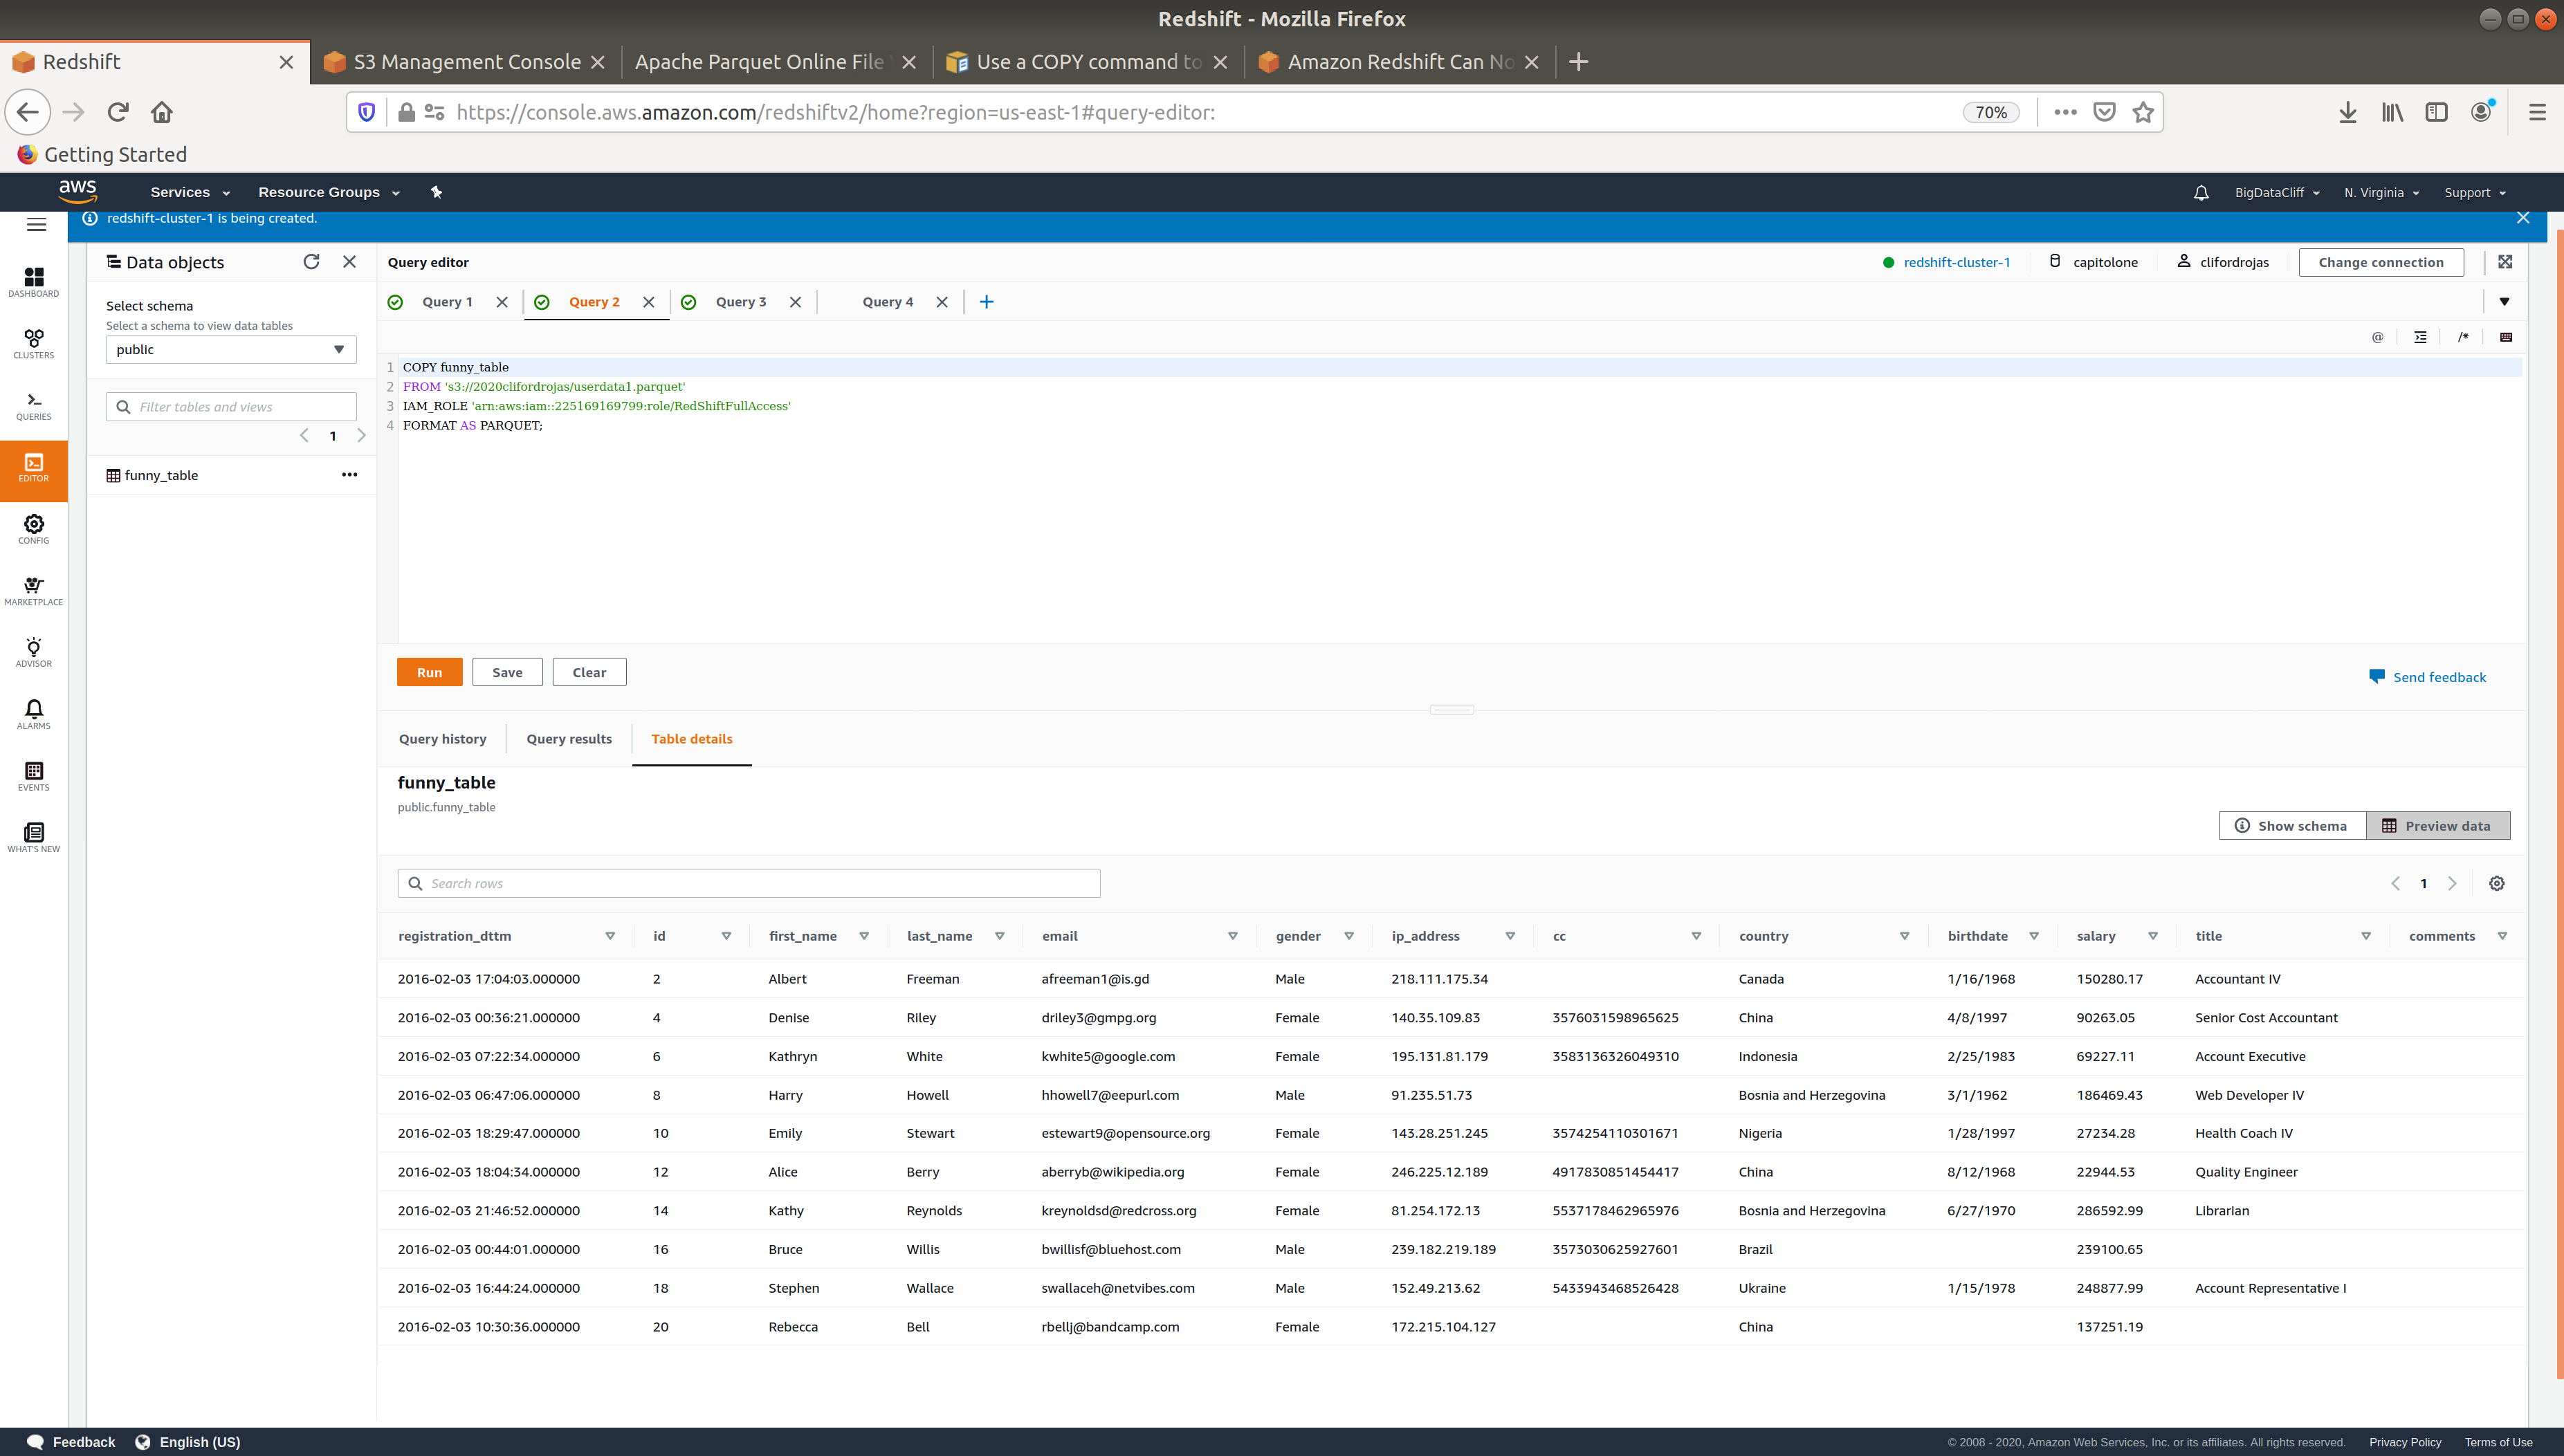 Redshift - Mozilla Firefox
Redshift
S3 Management Console
Apache Parquet Online File
Use a COPY command to
Amazon Redshift Can No
https://console.aws.amazon.com/redshiftv2/home?region=us-east-1#query-editor:
70%
Getting Started
aws
Services
Resource Groups
BigDataCliff
N. Virginia
Support
redshift-cluster-1 is being created.
DASHBOARD
CLUSTERS
QUERIES
EDITOR
CONFIG
MARKETPLACE
ADVISOR
ALARMS
EVENTS
WHAT'S NEW
Data objects
Select schema
Select a schema to view data tables
public
Filter tables and views
1
funny_table
Query editor
redshift-cluster-1
capitolone
clifordrojas
Change connection
Query 1
Query 2
Query 3
Query 4
@
/*
1 COPY funny_table
2 FROM 's3://2020clifordrojas/userdata1.parquet'
3 IAM_ROLE 'arn:aws:iam::225169169799:role/RedShiftFullAccess'
4 FORMAT AS PARQUET;
Run
Save
Clear
Send feedback
Query history
Query results
Table details
funny_table
public.funny_table
Show schema
Preview data
Search rows
1
registration_dttm id first_name last_name email gender ip_address cc country birthdate salary title comments
2016-02-03 17:04:03.000000 2 Albert Freeman afreeman1@is.gd Male 218.111.175.34 Canada 1/16/1968 150280.17 Accountant IV
2016-02-03 00:36:21.000000 4 Denise Riley driley3@gmpg.org Female 140.35.109.83 3576031598965625 China 4/8/1997 90263.05 Senior Cost Accountant
2016-02-03 07:22:34.000000 6 Kathryn White kwhite5@google.com Female 195.131.81.179 3583136326049310 Indonesia 2/25/1983 69227.11 Account Executive
2016-02-03 06:47:06.000000 8 Harry Howell hhowell7@eepurl.com Male 91.235.51.73 Bosnia and Herzegovina 3/1/1962 186469.43 Web Developer IV
2016-02-03 18:29:47.000000 10 Emily Stewart estewart9@opensource.org Female 143.28.251.245 3574254110301671 Nigeria 1/28/1997 27234.28 Health Coach IV
2016-02-03 18:04:34.000000 12 Alice Berry aberryb@wikipedia.org Female 246.225.12.189 4917830851454417 China 8/12/1968 22944.53 Quality Engineer
2016-02-03 21:46:52.000000 14 Kathy Reynolds kreynoldsd@redcross.org Female 81.254.172.13 5537178462965976 Bosnia and Herzegovina 6/27/1970 286592.99 Librarian
2016-02-03 00:44:01.000000 16 Bruce Willis bwillisf@bluehost.com Male 239.182.219.189 3573030625927601 Brazil 239100.65
2016-02-03 16:44:24.000000 18 Stephen Wallace swallaceh@netvibes.com Male 152.49.213.62 5433943468526428 Ukraine 1/15/1978 248877.99 Account Representative I
2016-02-03 10:30:36.000000 20 Rebecca Bell rbellj@bandcamp.com Female 172.215.104.127 China 137251.19
Feedback
English (US)
© 2008 - 2020, Amazon Web Services, Inc. or its affiliates. All rights reserved.
Privacy Policy
Terms of Use